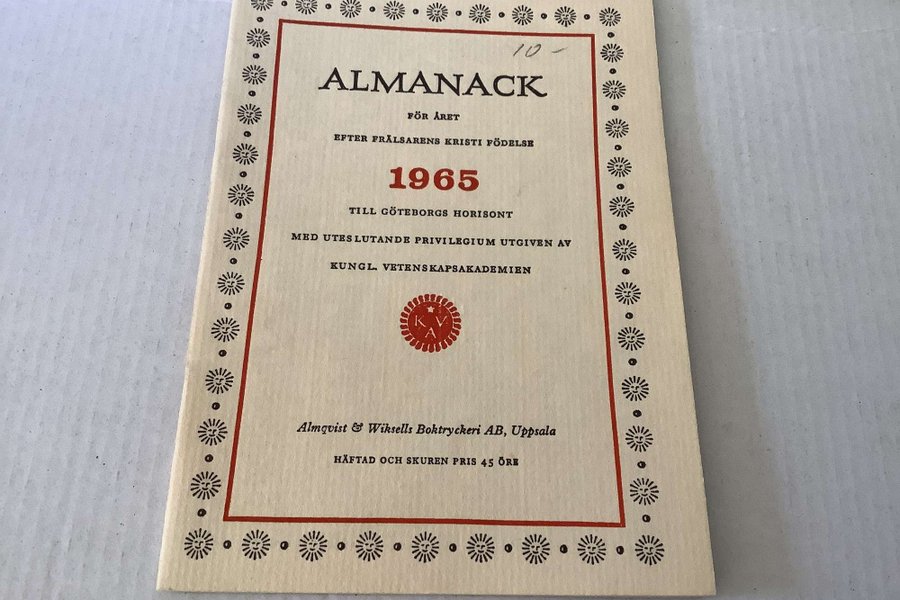 10 -
ALMANACK
FÖR ÅRET
EFTER FRÄLSARENS KRISTI FÖDELSE
1965
TILL GÖTEBORGS HORISONT
MED UTESLUTANDE PRIVILEGIUM UTGIVEN AV
KUNGL. VETENSKAPSAKADEMIEN
K V
A
Almqvist & Wiksells Boktryckeri AB, Uppsala
HÄFTAD OCH SKUREN PRIS 45 ÖRE